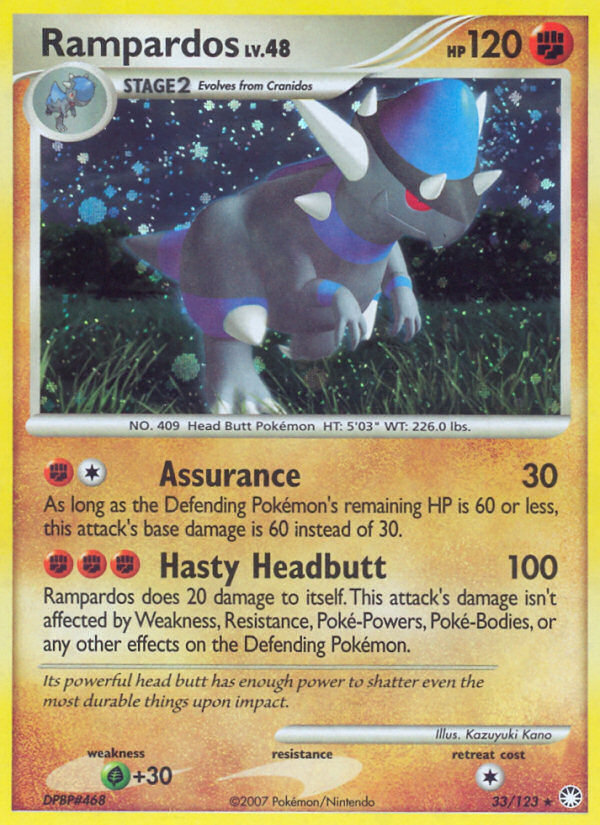 Rampardos LV.48
HP 120
STAGE2 Evolves from Cranidos
NO. 409 Head Butt Pokémon HT: 5'03" WT: 226.0 lbs.
Assurance 30
As long as the Defending Pokémon's remaining HP is 60 or less,
this attack's base damage is 60 instead of 30.
Hasty Headbutt 100
Rampardos does 20 damage to itself. This attack's damage isn't
affected by Weakness, Resistance, Poké-Powers, Poké-Bodies, or
any other effects on the Defending Pokémon.
Its powerful head butt has enough power to shatter even the
most durable things upon impact.
Illus. Kazuyuki Kano
weakness resistance retreat cost
+30
DPBP#468 ©2007 Pokémon/Nintendo 33/123 ★